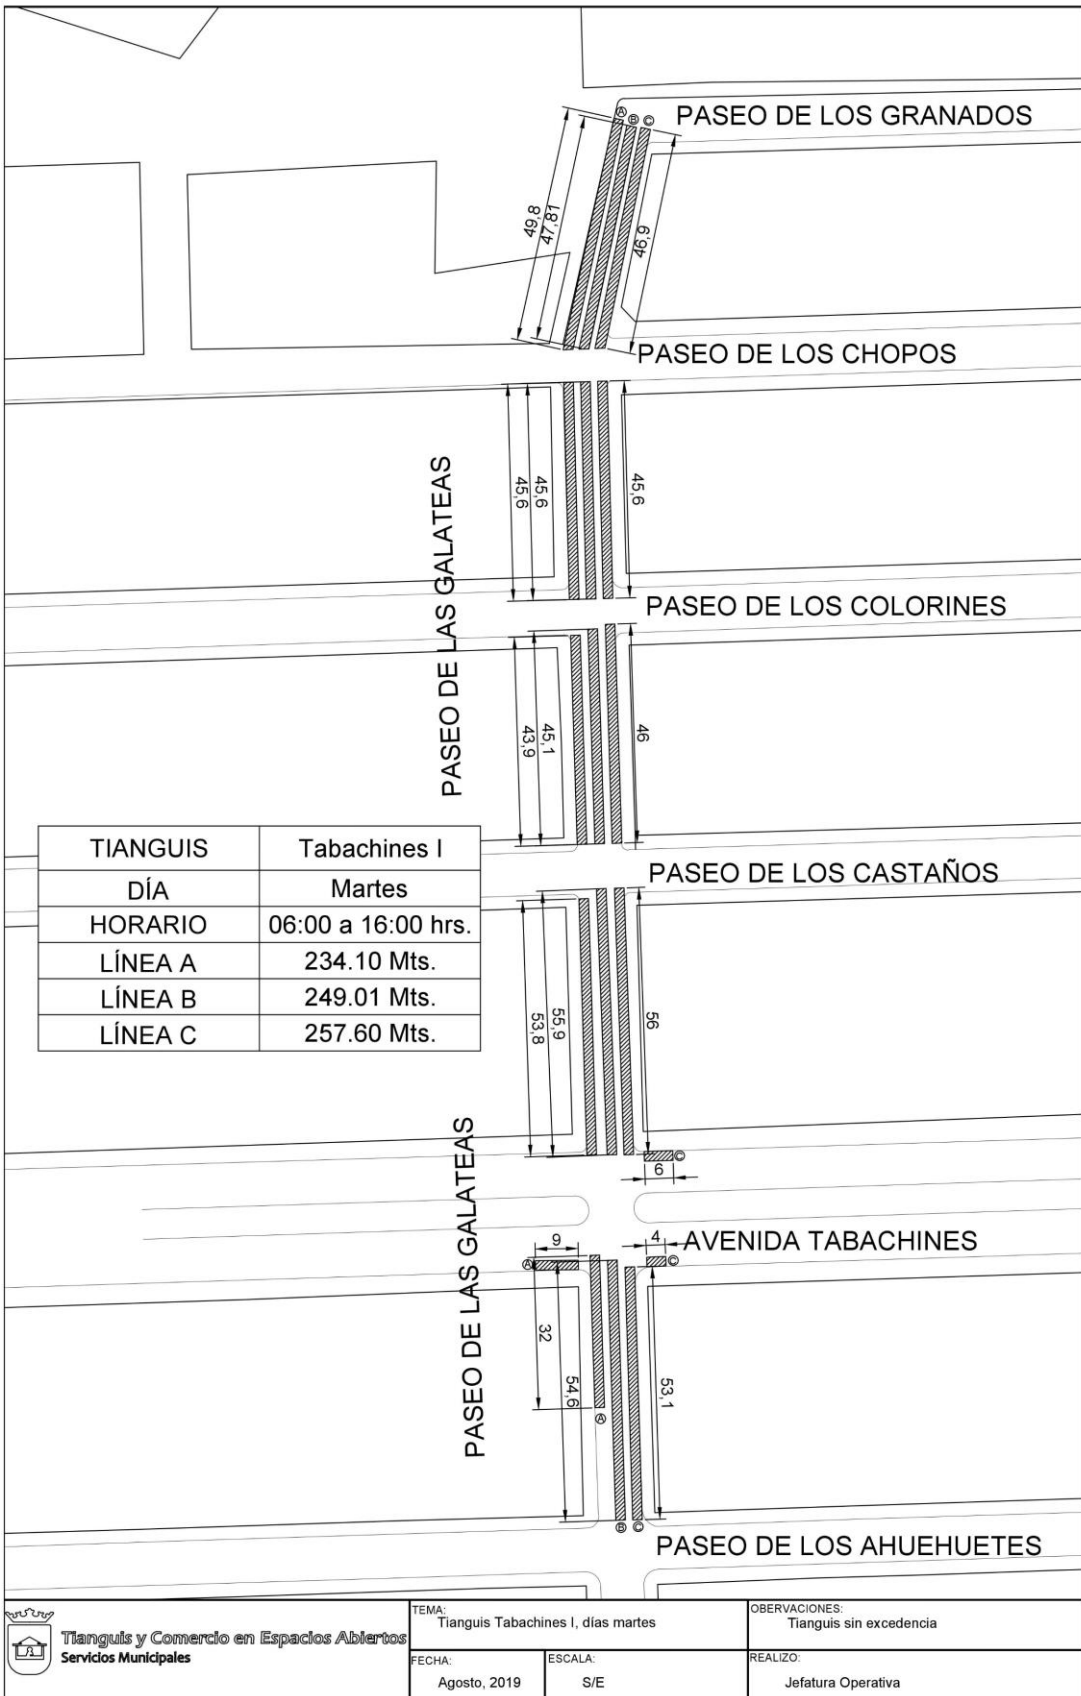 PASEO DE LOS GRANADOS
A B C
49,8
47,81
46,9
PASEO DE LOS CHOPOS
PASEO DE LAS GALATEAS
45,6
45,6
45,6
PASEO DE LOS COLORINES
43,9
45,1
46
PASEO DE LOS CASTAÑOS
TIANGUIS Tabachines I
DÍA Martes
HORARIO 06:00 a 16:00 hrs.
LÍNEA A 234.10 Mts.
LÍNEA B 249.01 Mts.
LÍNEA C 257.60 Mts.
53,8
55,9
56
6
C
PASEO DE LAS GALATEAS
9
A
4
C
AVENIDA TABACHINES
32
54,6
53,1
A
B C
PASEO DE LOS AHUEHUETES
Tianguis y Comercio en Espacios Abiertos
Servicios Municipales
TEMA:
Tianguis Tabachines I, días martes
OBERVACIONES:
Tianguis sin excedencia
FECHA:
Agosto, 2019
ESCALA:
S/E
REALIZO:
Jefatura Operativa